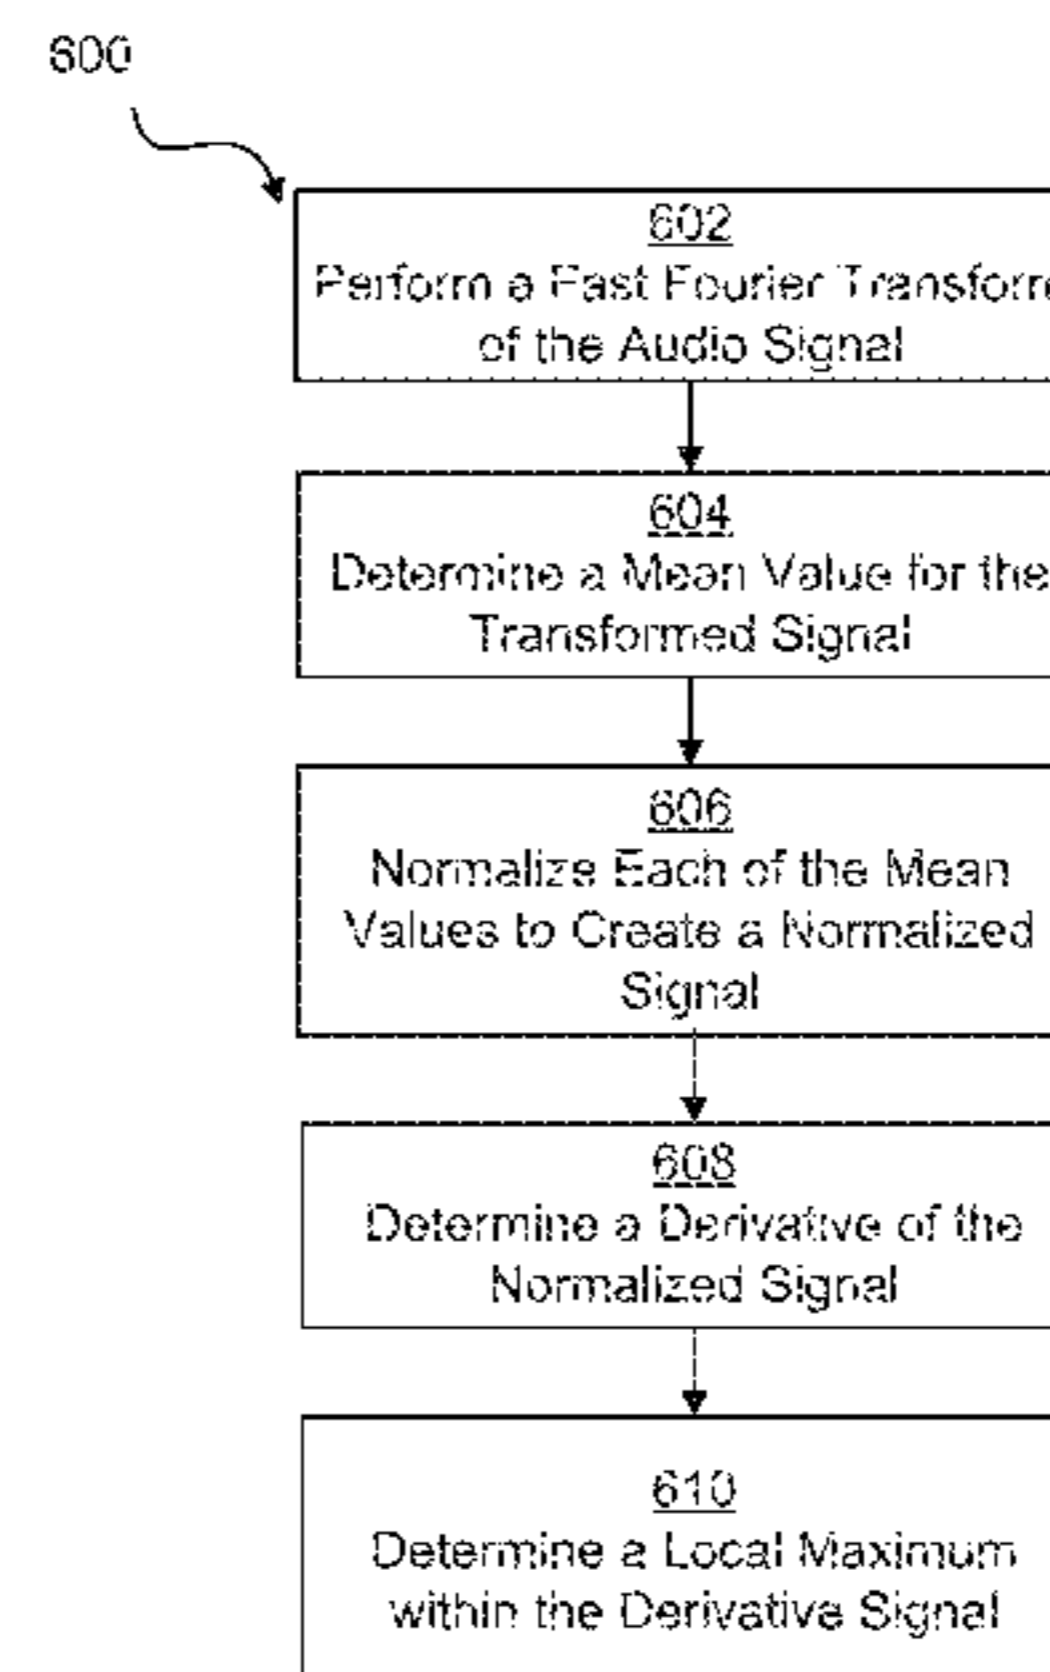 600
602
Perform a Fast Fourier Transform
of the Audio Signal
604
Determine a Mean Value for the
Transformed Signal
606
Normalize Each of the Mean
Values to Create a Normalized
Signal
608
Determine a Derivative of the
Normalized Signal
610
Determine a Local Maximum
within the Derivative Signal